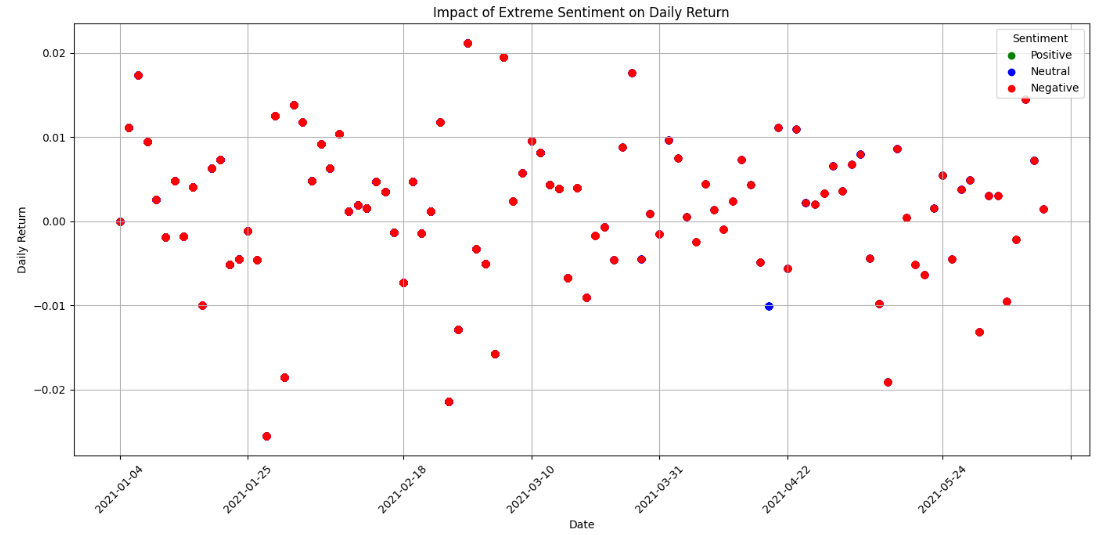 Impact of Extreme Sentiment on Daily Return
Sentiment
Positive
Neutral
Negative
Daily Return
0.02
0.01
0.00
−0.01
−0.02
2021-01-04
2021-01-25
2021-02-18
2021-03-10
2021-03-31
2021-04-22
2021-05-24
Date